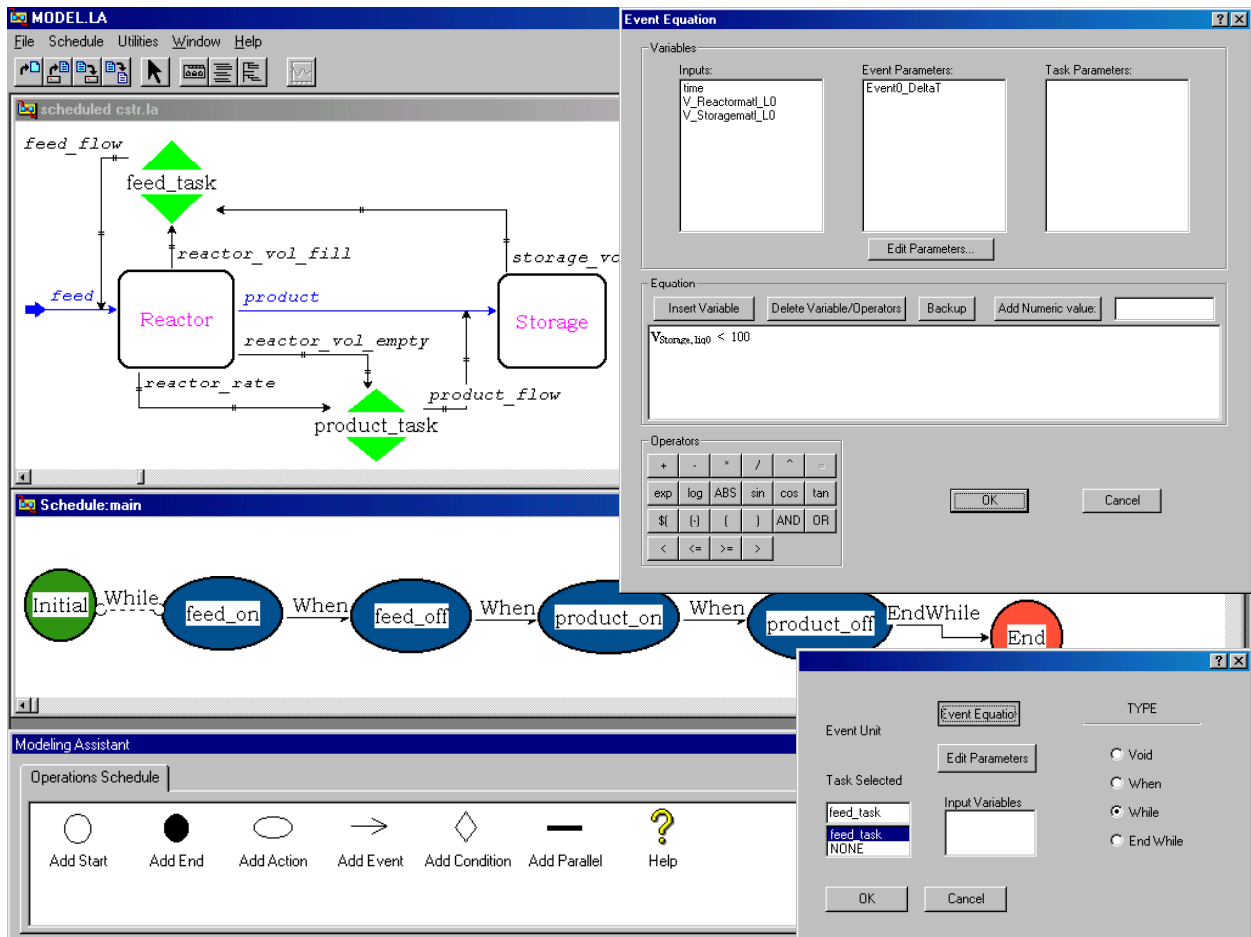 MODEL.LA
File Schedule Utilities Window Help
scheduled cstr.la
feed_flow
feed_task
reactor_vol_fill
feed
product
Reactor
Storage
reactor_vol_empty
reactor_rate
product_flow
product_task
Schedule:main
Initial
While
feed_on
When
feed_off
When
product_on
When
product_off
EndWhile
End
Modeling Assistant
Operations Schedule
Add Start
Add End
Add Action
Add Event
Add Condition
Add Parallel
Help
Event Equation
Variables
Inputs:
Event Parameters:
Task Parameters:
time
V_Reactormatl_L0
V_Storagematl_L0
Event0_DeltaT
Edit Parameters...
Equation
Insert Variable
Delete Variable/Operators
Backup
Add Numeric value:
VStorage, liq0 < 100
Operators
+ - * / ^ =
exp log ABS sin cos tan
$( (-) ( ) AND OR
< <= >= >
OK
Cancel
Event Unit
Event Equatio
TYPE
Edit Parameters
Void
Task Selected
When
feed_task
Input Variables
While
feed_task
NONE
End While
OK
Cancel